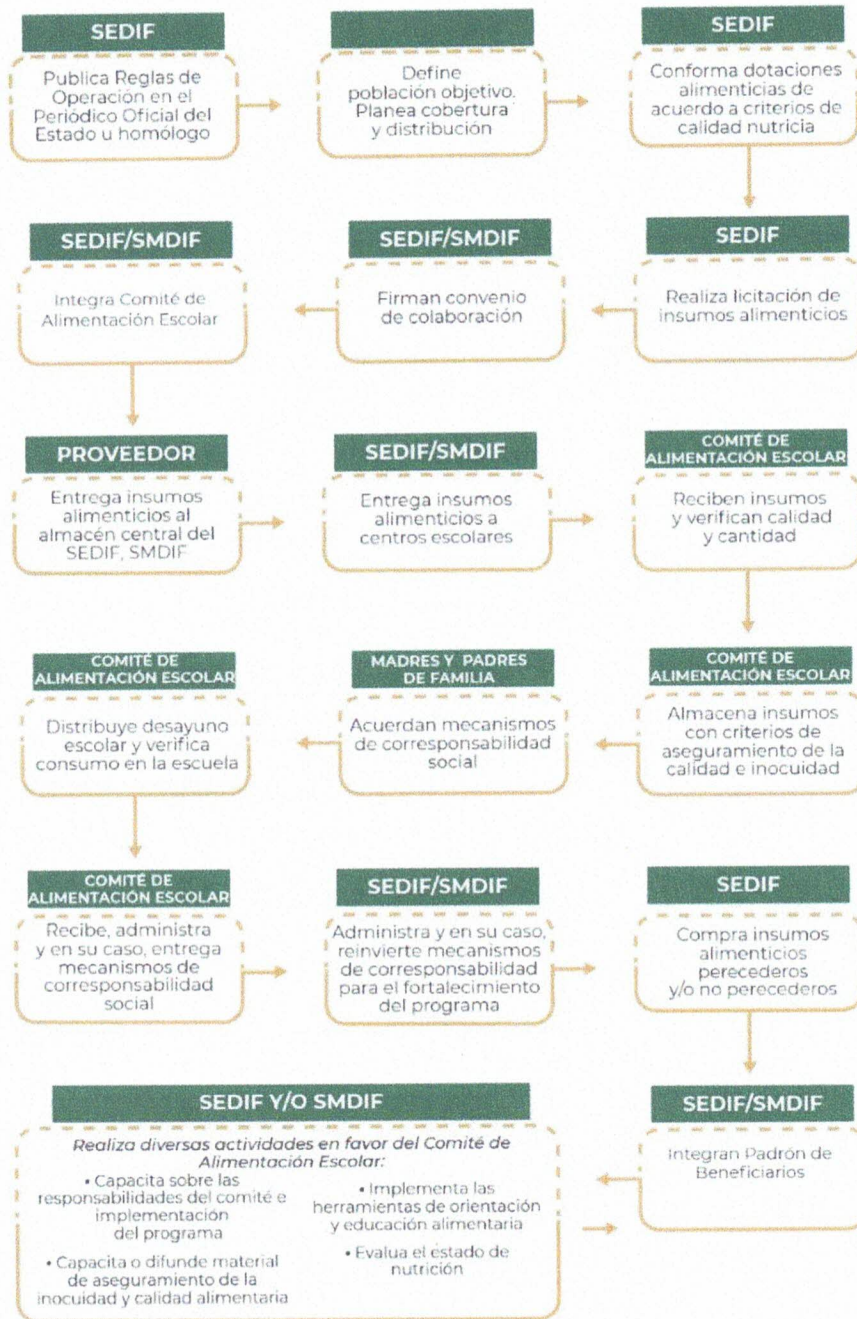 SEDIF
Publica Reglas de
Operación en el
Periódico Oficial del
Estado u homólogo
Define
población objetivo.
Planea cobertura
y distribución
SEDIF
Conforma dotaciones
alimenticias de
acuerdo a criterios de
calidad nutricia
SEDIF
Realiza licitación de
insumos alimenticios
SEDIF/SMDIF
Firman convenio
de colaboración
SEDIF/SMDIF
Integra Comité de
Alimentación Escolar
PROVEEDOR
Entrega insumos
alimenticios al
almacén central del
SEDIF, SMDIF
SEDIF/SMDIF
Entrega insumos
alimenticios a
centros escolares
COMITÉ DE
ALIMENTACIÓN ESCOLAR
Reciben insumos
y verifican calidad
y cantidad
COMITÉ DE
ALIMENTACIÓN ESCOLAR
Almacena insumos
con criterios de
aseguramiento de la
calidad e inocuidad
MADRES Y PADRES
DE FAMILIA
Acuerdan mecanismos
de corresponsabilidad
social
COMITÉ DE
ALIMENTACIÓN ESCOLAR
Distribuye desayuno
escolar y verifica
consumo en la escuela
COMITÉ DE
ALIMENTACIÓN ESCOLAR
Recibe, administra
y en su caso, entrega
mecanismos de
corresponsabilidad
social
SEDIF/SMDIF
Administra y en su caso,
reinvierte mecanismos
de corresponsabilidad
para el fortalecimiento
del programa
SEDIF
Compra insumos
alimenticios
perecederos
y/o no perecederos
SEDIF/SMDIF
Integran Padrón de
Beneficiarios
SEDIF Y/O SMDIF
Realiza diversas actividades en favor del Comité de
Alimentación Escolar:
• Capacita sobre las
responsabilidades del comité e
implementación
del programa
• Capacita o difunde material
de aseguramiento de la
inocuidad y calidad alimentaria
• Implementa las
herramientas de orientación
y educación alimentaria
• Evalua el estado de
nutrición